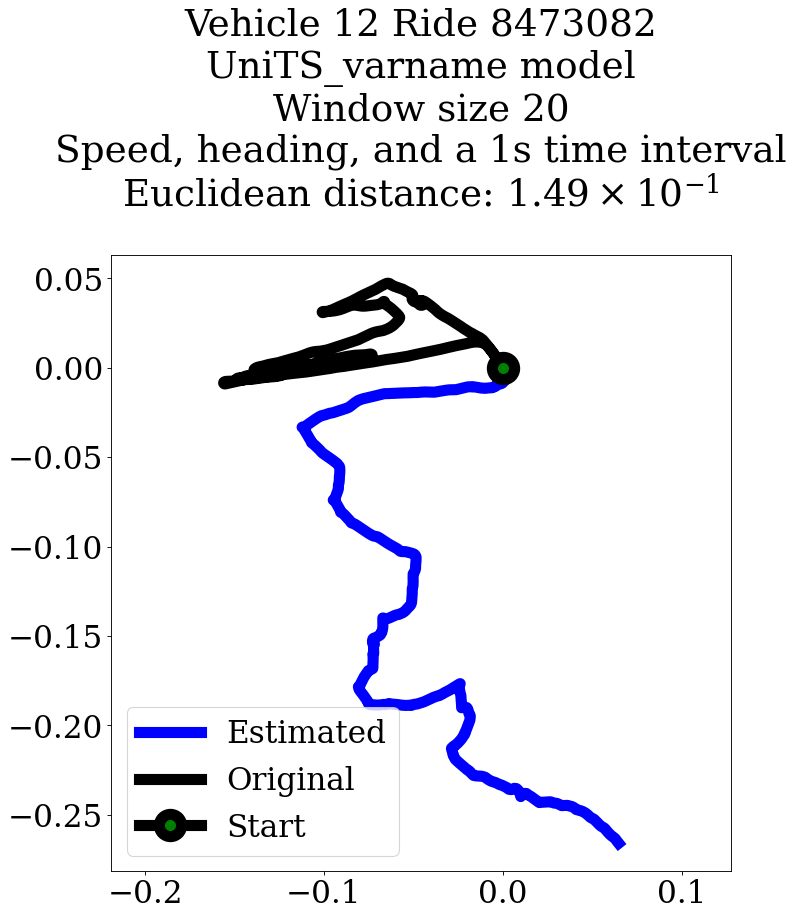 Vehicle 12 Ride 8473082
UniTS_varname model
Window size 20
Speed, heading, and a 1s time interval
Euclidean distance: 1.49 × 10⁻¹
0.05
0.00
−0.05
−0.10
−0.15
−0.20
−0.25
Estimated
Original
Start
−0.2 −0.1 0.0 0.1